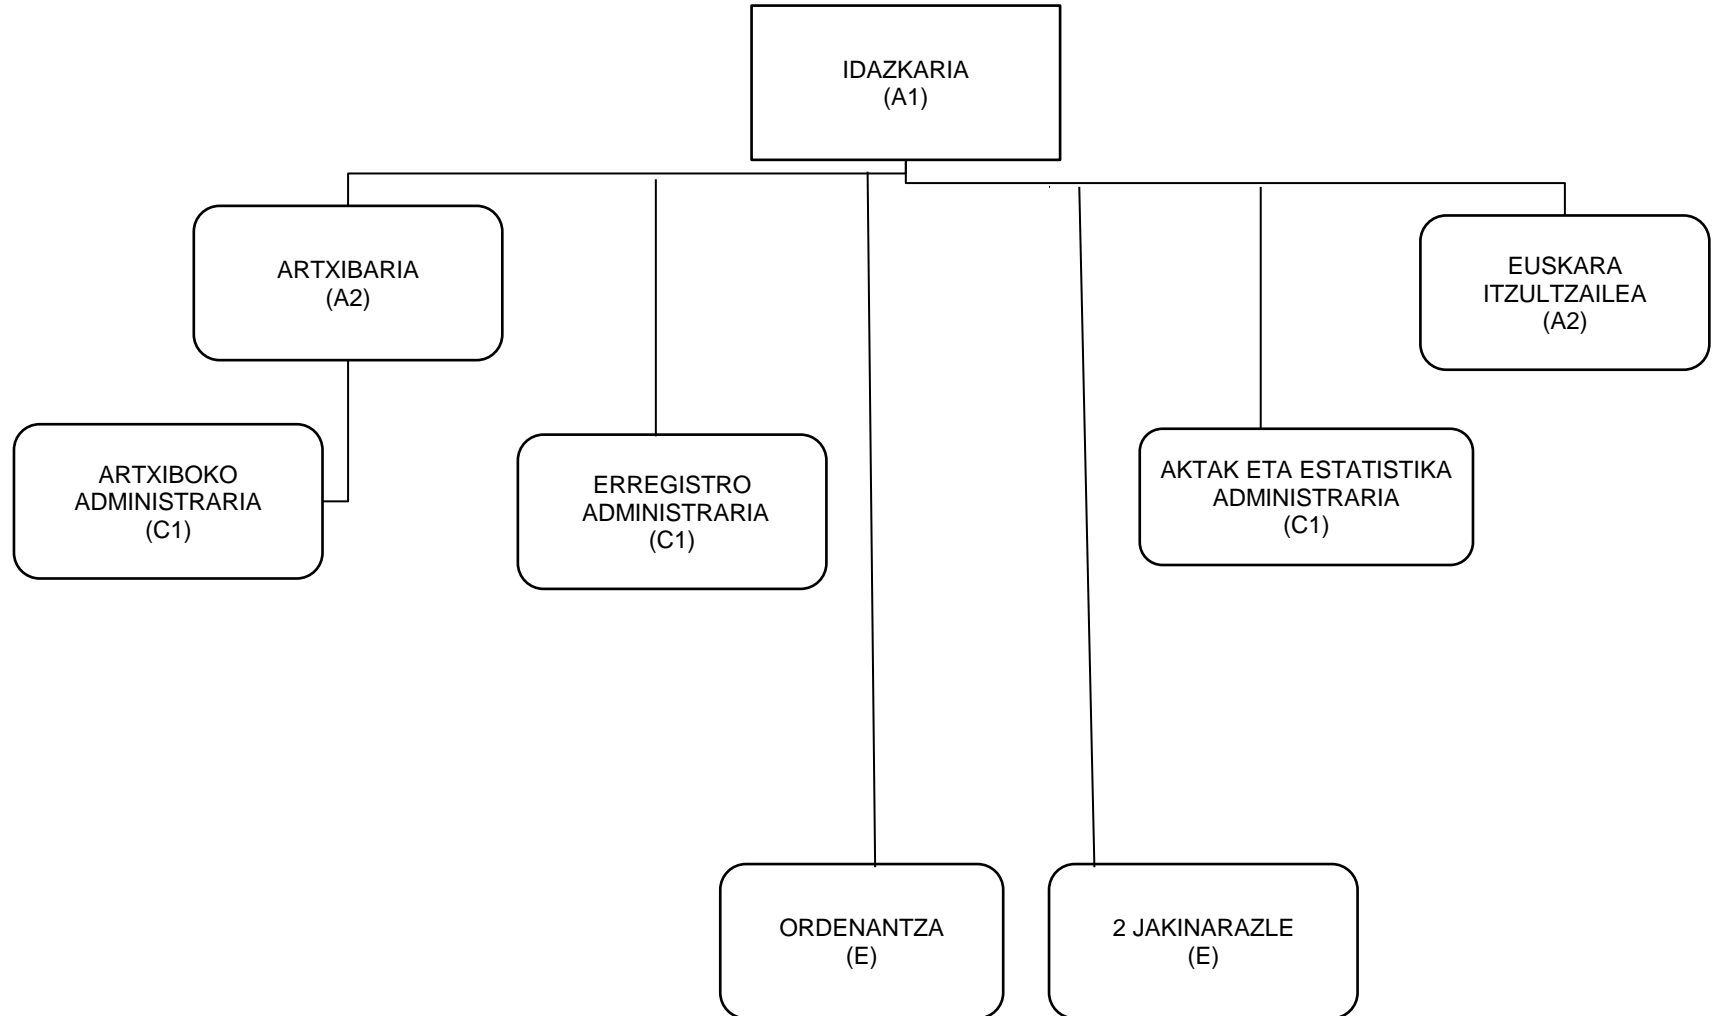 IDAZKARIA
(A1)
ARTXIBARIA
(A2)
EUSKARA
ITZULTZAILEA
(A2)
ARTXIBOKO
ADMINISTRARIA
(C1)
ERREGISTRO
ADMINISTRARIA
(C1)
AKTAK ETA ESTATISTIKA
ADMINISTRARIA
(C1)
ORDENANTZA
(E)
2 JAKINARAZLE
(E)